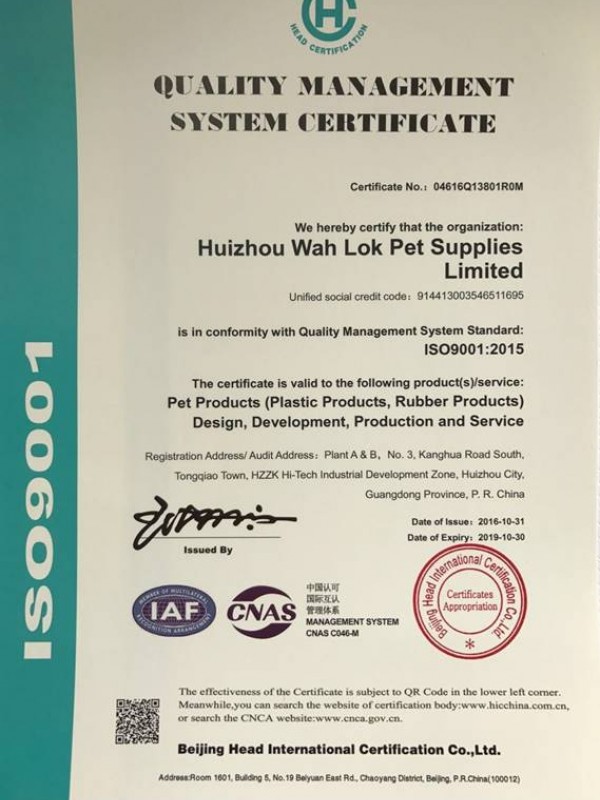 HC
HEAD CERTIFICATION
QUALITY MANAGEMENT
SYSTEM CERTIFICATE
Certificate No.: 04616Q13801R0M
We hereby certify that the organization:
Huizhou Wah Lok Pet Supplies
Limited
Unified social credit code: 914413003546511695
is in conformity with Quality Management System Standard:
ISO9001:2015
The certificate is valid to the following product(s)/service:
Pet Products (Plastic Products, Rubber Products)
Design, Development, Production and Service
Registration Address/ Audit Address: Plant A & B, No. 3, Kanghua Road South,
Tongqiao Town, HZZK Hi-Tech Industrial Development Zone, Huizhou City,
Guangdong Province, P. R. China
Date of Issue: 2016-10-31
Date of Expiry: 2019-10-30
Issued By
ISO9001
MEMBER OF MULTILATERAL
IAF
RECOGNITION ARRANGEMENT
CNAS
中国认可
国际互认
管理体系
MANAGEMENT SYSTEM
CNAS C046-M
Beijing Head International Certification Co.,Ltd.
Certificates
Appropriation
The effectiveness of the Certificate is subject to QR Code in the lower left corner.
Meanwhile,you can search the website of certification body:www.hicchina.com.cn,
or search the CNCA website:www.cnca.gov.cn.
Beijing Head International Certification Co.,Ltd.
Address:Room 1601, Building 5, No.19 Beiyuan East Rd., Chaoyang District, Beijing, P.R.China(100012)